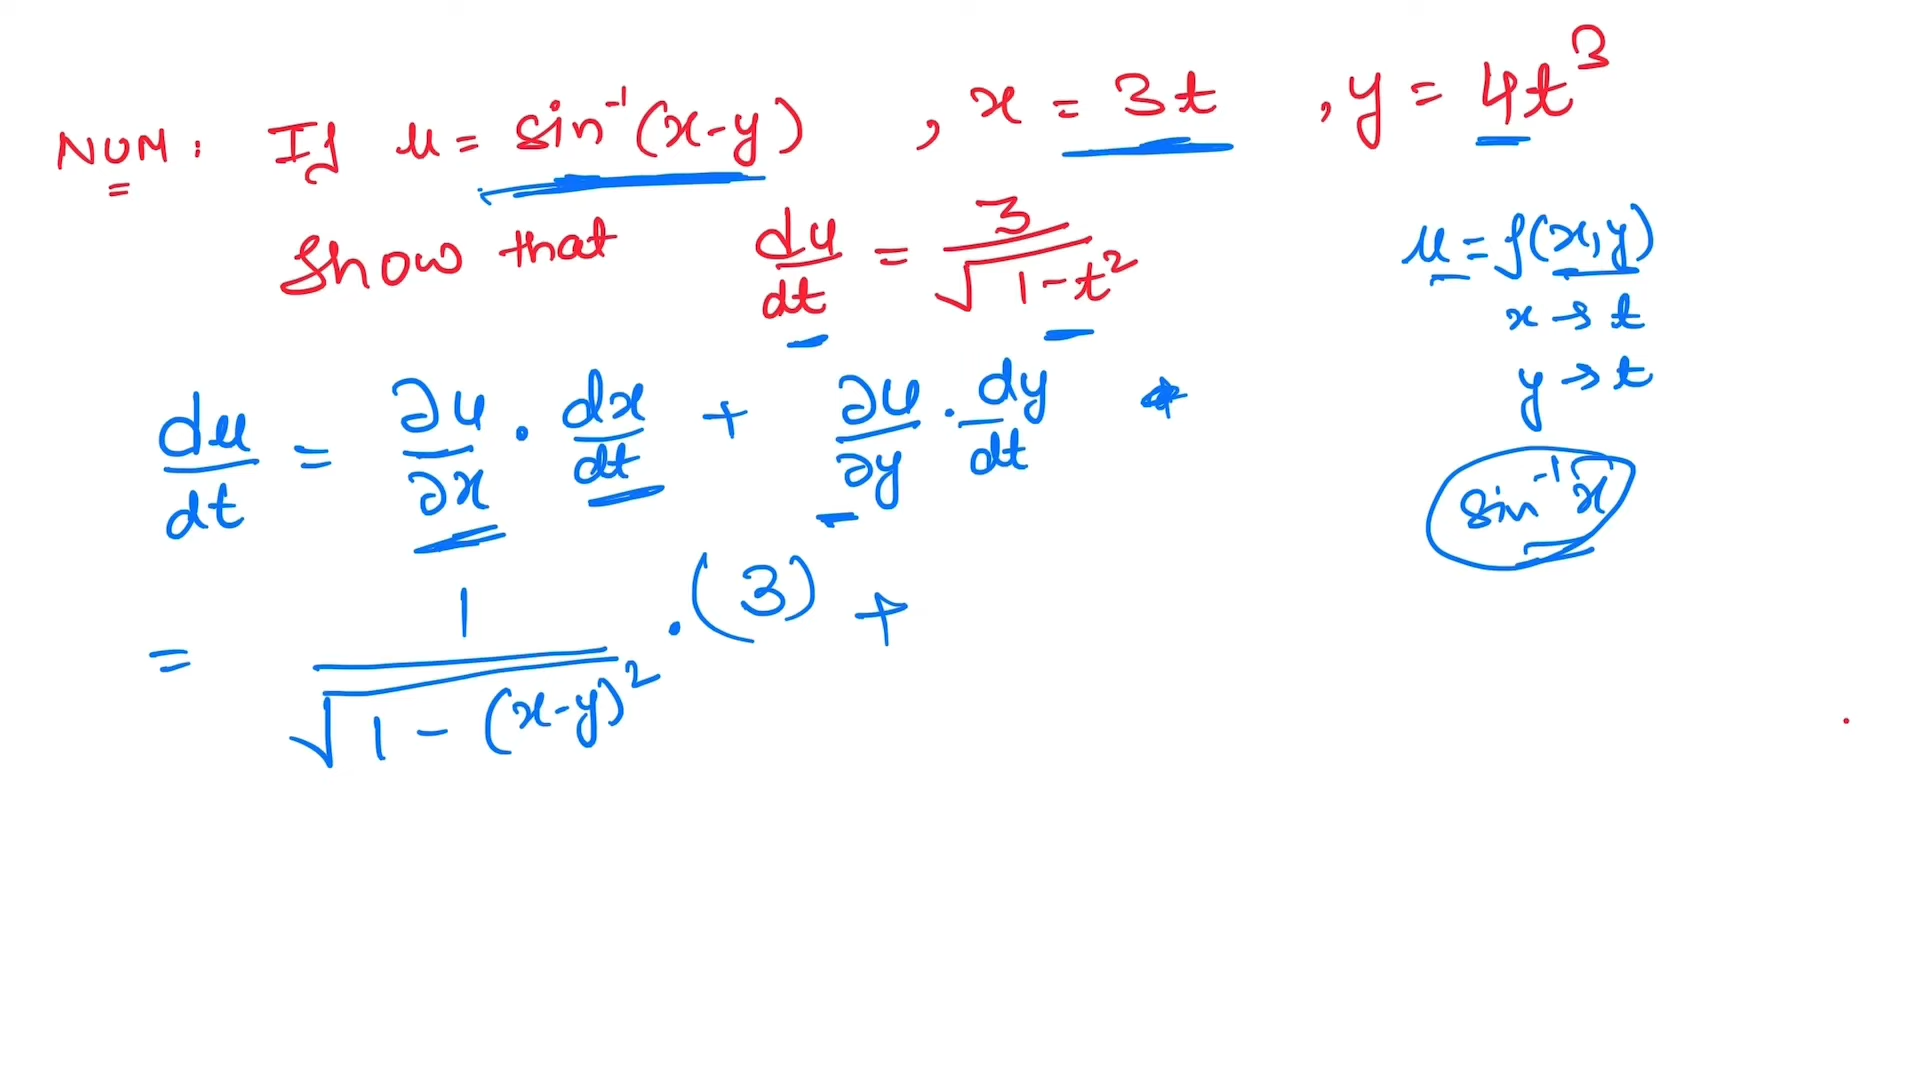 NUM: If u = sin⁻¹(x-y) , x = 3t , y = 4t³
Show that du/dt = 3/√(1-t²)
u = f(x,y)
x → t
y → t
du/dt = ∂u/∂x · dx/dt + ∂u/∂y · dy/dt
sin⁻¹x
= 1/√(1-(x-y)²) · (3) +